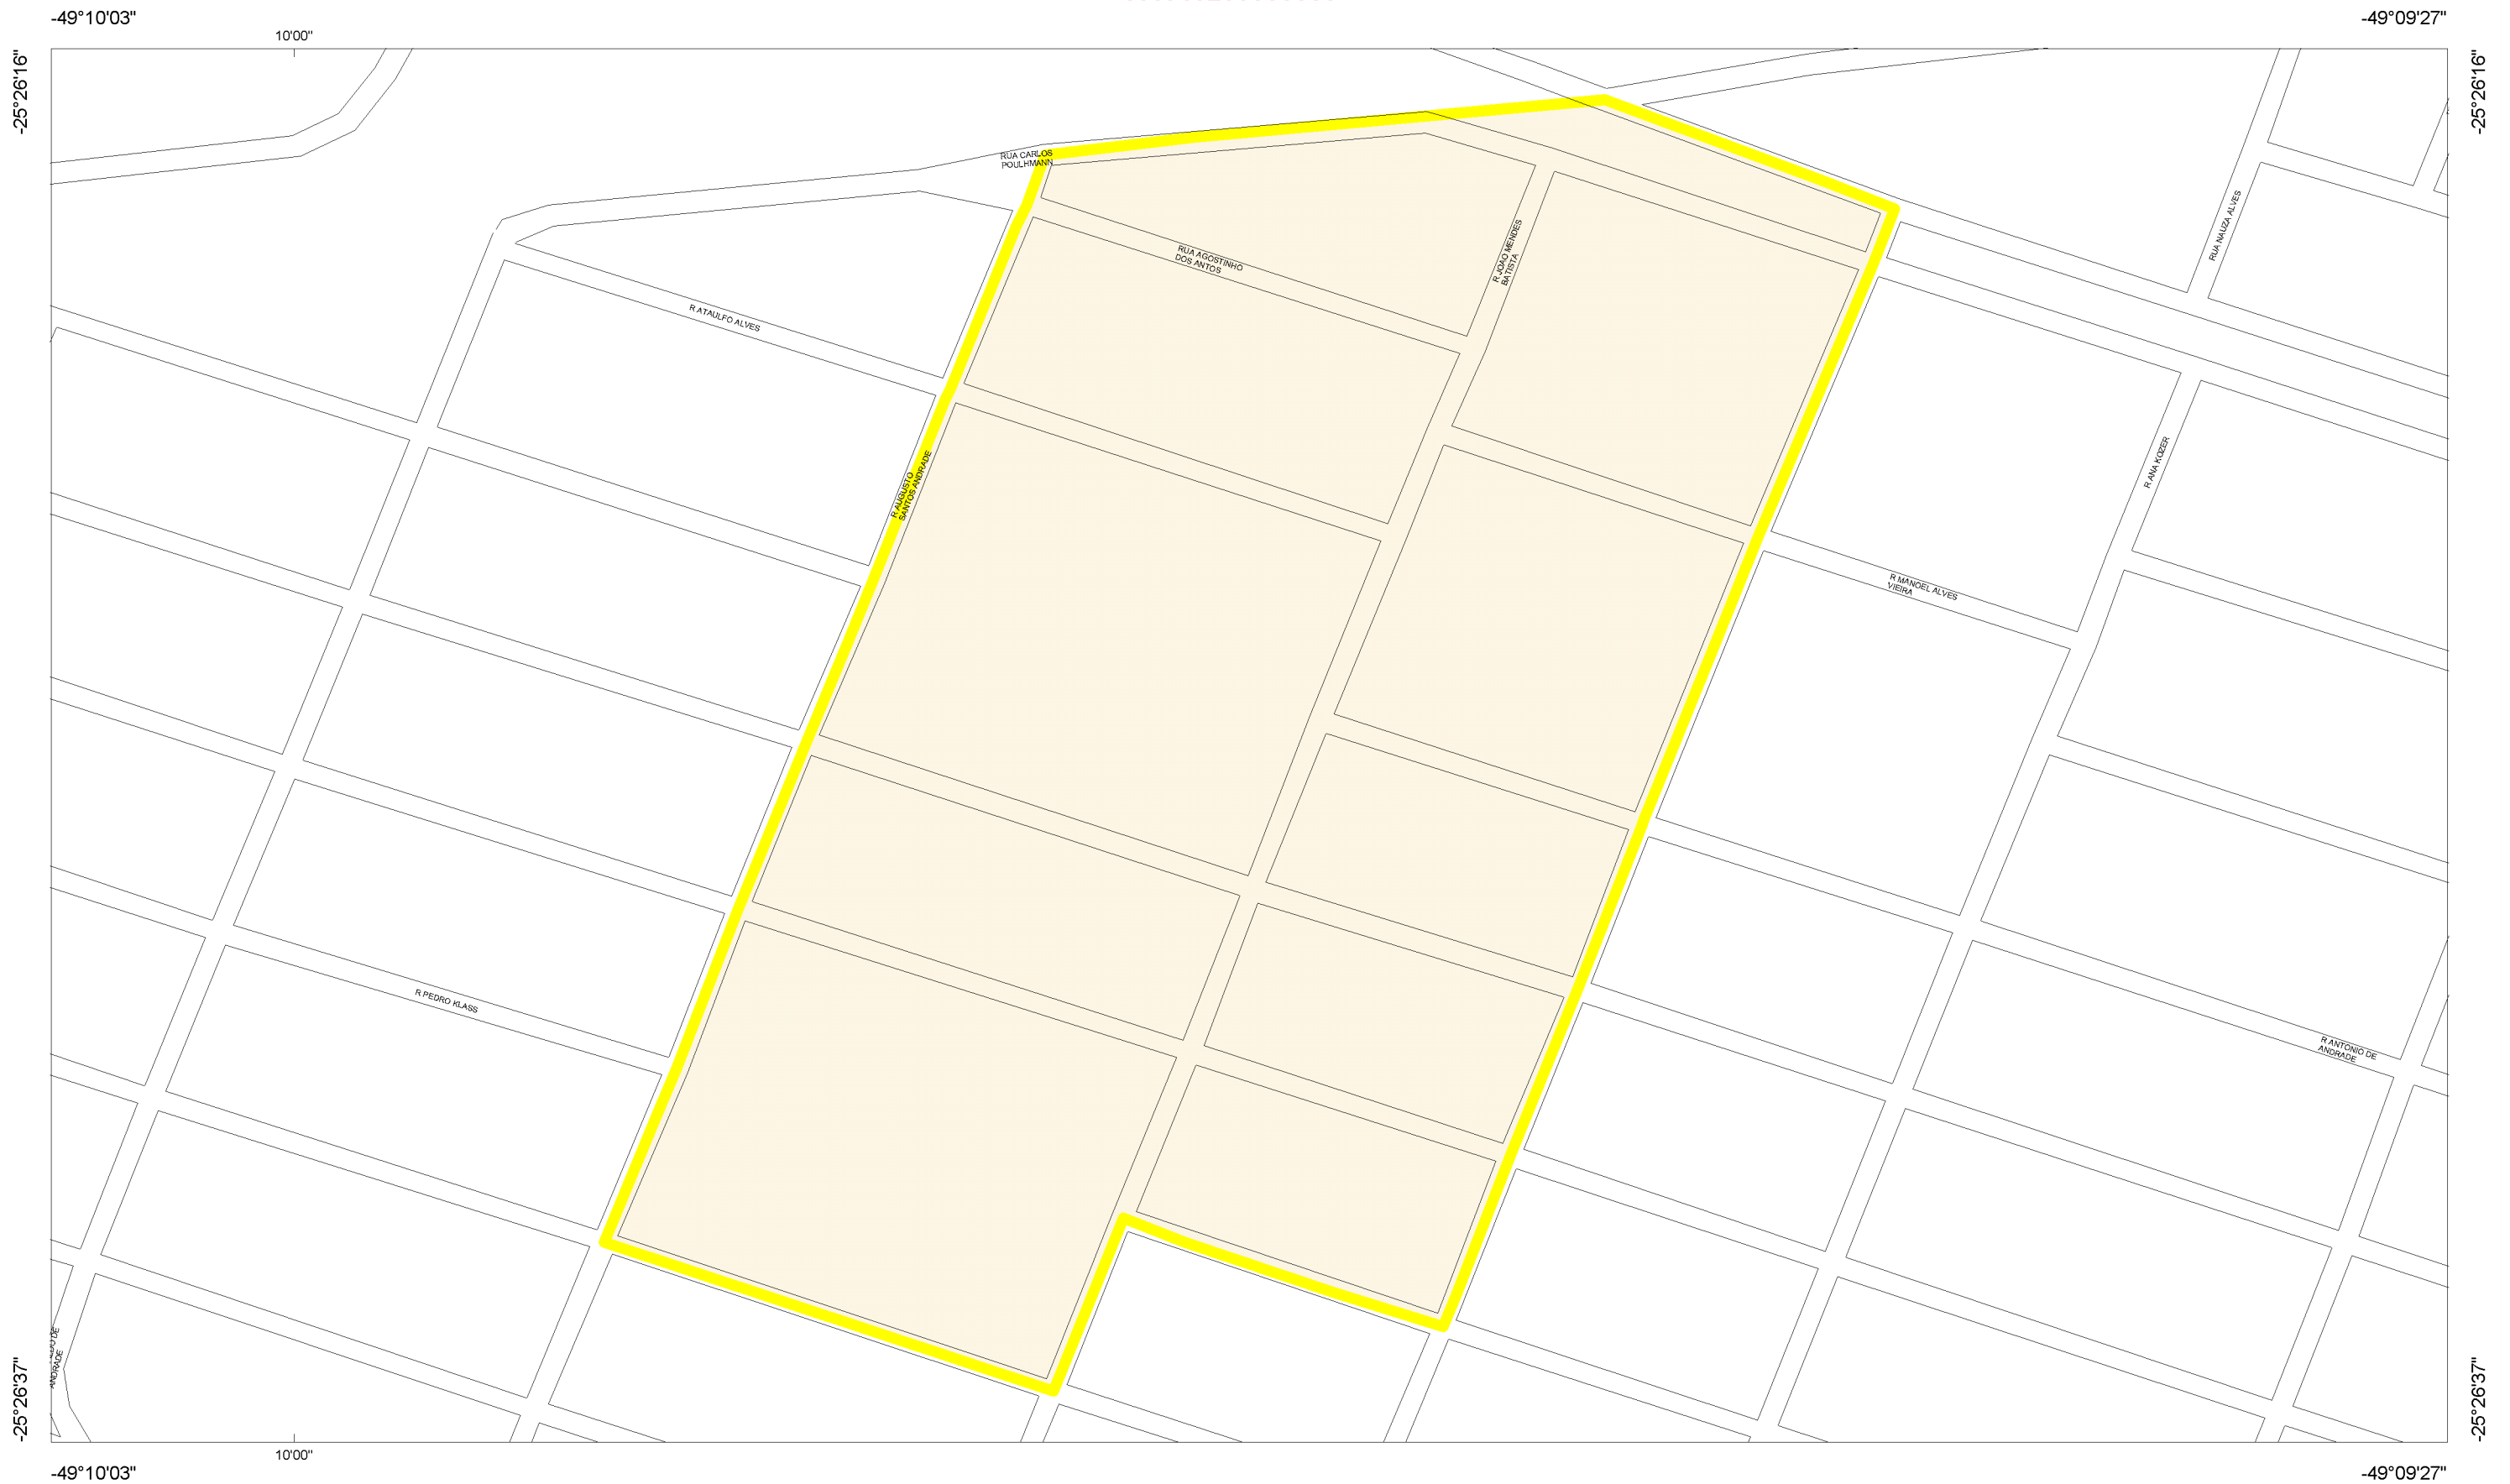 -49°10'03"
-49°09'27"
10'00"
-25°26'16"
-25°26'16"
RUA CARLOS
POULHMANN
RUA NAUZA ALVES
R JOAO MENDES
BATISTA
RUA AGOSTINHO
DOS ANTOS
R ATAULFO ALVES
R ANA KOZER
R AUGUSTO
SANTOS ANDRADE
R MANOEL ALVES
VIEIRA
R PEDRO KLASS
R ANTONIO DE
ANDRADE
DE
ANDRADE
-25°26'37"
-25°26'37"
10'00"
-49°10'03"
-49°09'27"